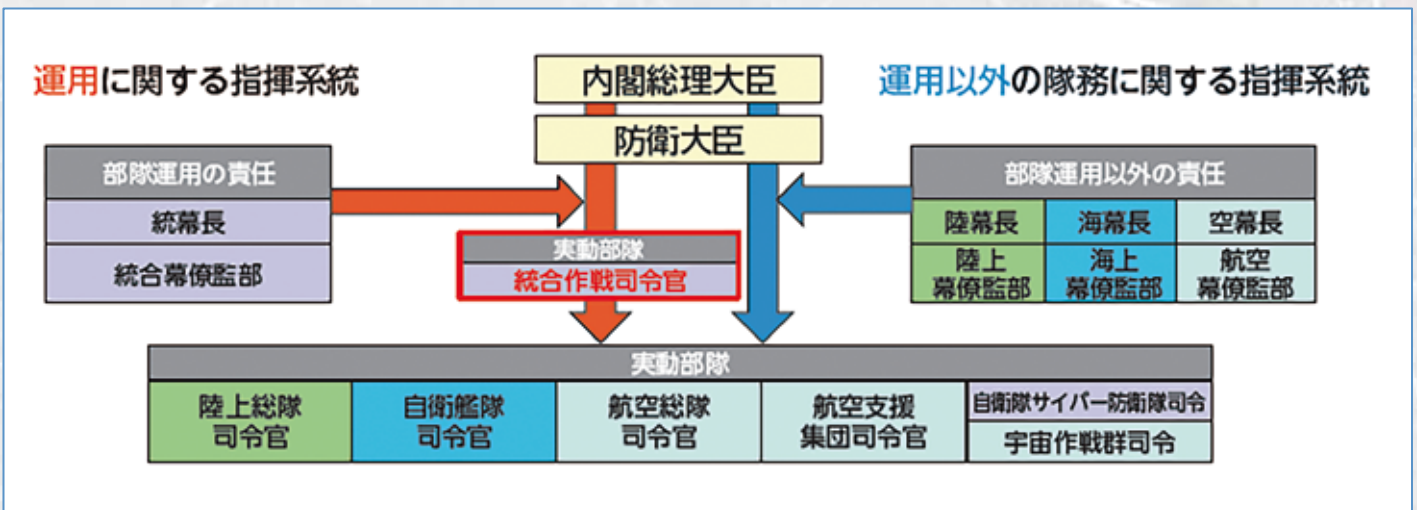 運用に関する指揮系統
内閣総理大臣
防衛大臣
運用以外の隊務に関する指揮系統
部隊運用の責任
統幕長
統合幕僚監部
実動部隊
統合作戦司令官
部隊運用以外の責任
陸幕長
海幕長
空幕長
陸上
幕僚監部
海上
幕僚監部
航空
幕僚監部
実動部隊
陸上総隊
司令官
自衛艦隊
司令官
航空総隊
司令官
航空支援
集団司令官
自衛隊サイバー防衛隊司令
宇宙作戦群司令